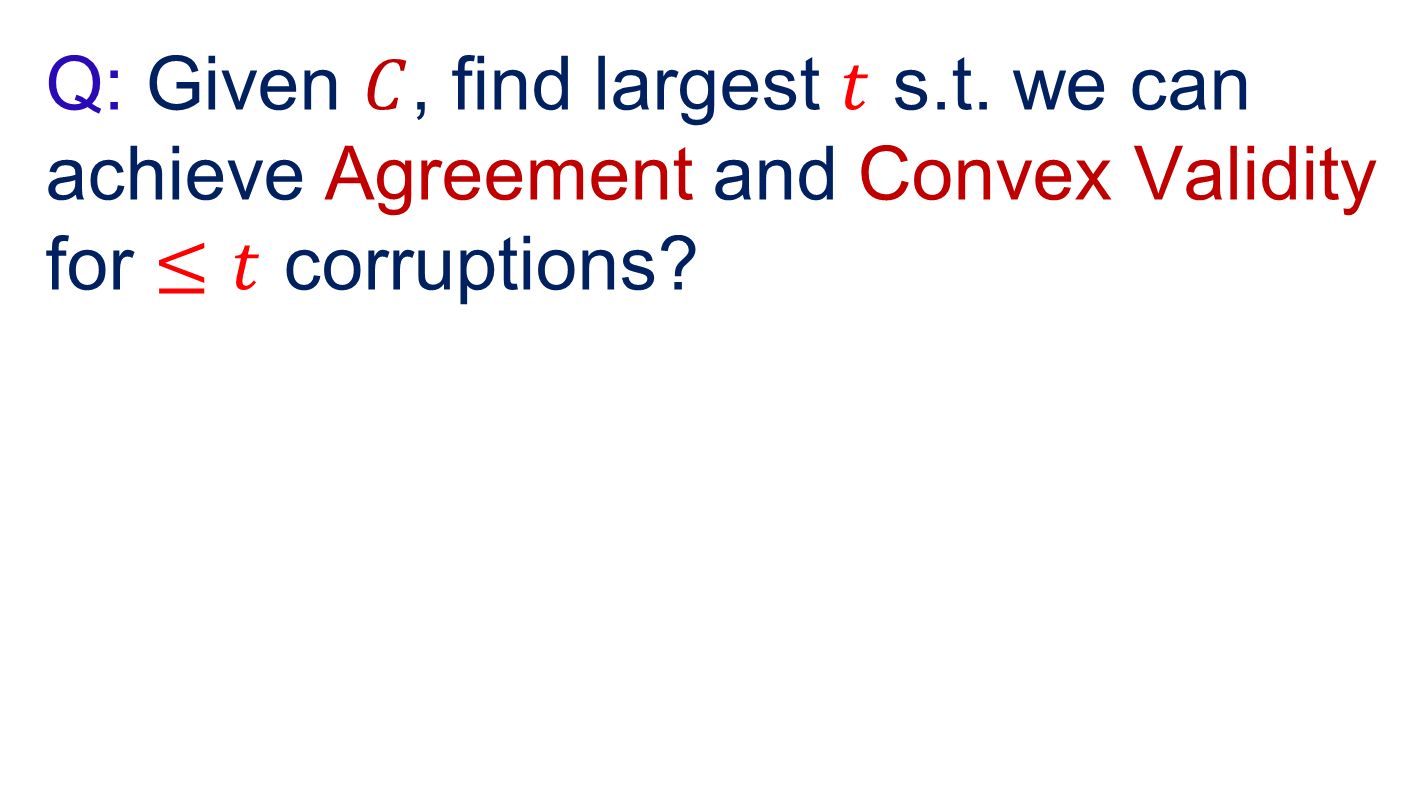 Q: Given C, find largest t s.t. we can
achieve Agreement and Convex Validity
for ≤ t corruptions?